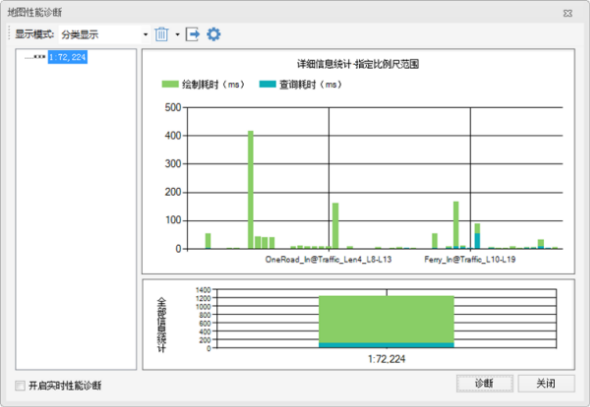 地图性能诊断
显示模式: 分类显示
1:72,224
详细信息统计-指定比例尺范围
绘制耗时（ms） 查询耗时（ms）
500
400
300
200
100
0
OneRoad_ln@Traffic_Len4_L8-L13 Ferry_ln@Traffic_L10-L19
全部信息统计
1400
1200
1000
800
600
400
200
0
1:72,224
开启实时性能诊断 诊断 关闭